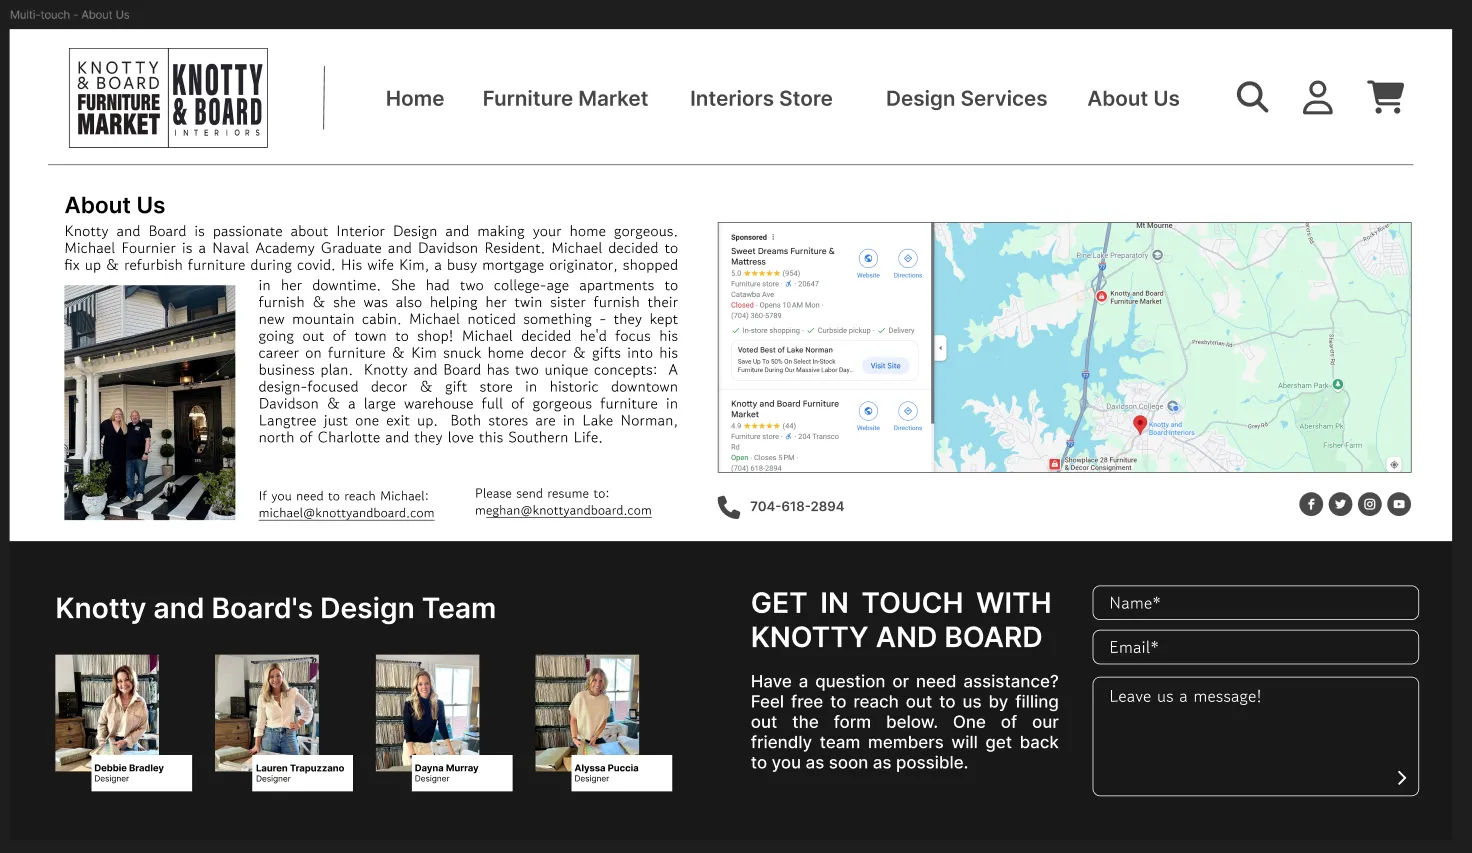 Multi-touch - About Us
KNOTTY
& BOARD
FURNITURE
MARKET
KNOTTY
& BOARD
INTERIORS
Home
Furniture Market
Interiors Store
Design Services
About Us
About Us
Knotty and Board is passionate about Interior Design and making your home gorgeous.
Michael Fournier is a Naval Academy Graduate and Davidson Resident. Michael decided to
fix up & refurbish furniture during covid. His wife Kim, a busy mortgage originator, shopped
in her downtime. She had two college-age apartments to
furnish & she was also helping her twin sister furnish their
new mountain cabin. Michael noticed something - they kept
going out of town to shop! Michael decided he'd focus his
career on furniture & Kim snuck home decor & gifts into his
business plan. Knotty and Board has two unique concepts: A
design-focused decor & gift store in historic downtown
Davidson & a large warehouse full of gorgeous furniture in
Langtree just one exit up. Both stores are in Lake Norman,
north of Charlotte and they love this Southern Life.
If you need to reach Michael:
michael@knottyandboard.com
Please send resume to:
meghan@knottyandboard.com
Sponsored
Sweet Dreams Furniture &
Mattress
5.0 ★★★★★ (954)
Furniture store · 20647
Catawba Ave
Closed · Opens 10 AM Mon ·
(704) 360-5789
Website
Directions
In-store shopping · Curbside pickup · Delivery
Voted Best of Lake Norman
Save Up To 50% On Select In-Stock
Furniture During Our Massive Labor Day...
Visit Site
Knotty and Board Furniture
Market
4.9 ★★★★★ (44)
Furniture store · 204 Transco
Rd
Open · Closes 5 PM ·
(704) 618-2894
Website
Directions
Mt Mourne
Pine Lake Preparatory
Knotty and Board
Furniture Market
Presbyterian Rd
Abersham Park
Davidson College
Knotty and
Board Interiors
Grey Rd
Abersham Pk
Fisher Farm
Showplace 28 Furniture
& Decor Consignment
704-618-2894
Knotty and Board's Design Team
Debbie Bradley
Designer
Lauren Trapuzzano
Designer
Dayna Murray
Designer
Alyssa Puccia
Designer
GET IN TOUCH WITH
KNOTTY AND BOARD
Have a question or need assistance?
Feel free to reach out to us by filling
out the form below. One of our
friendly team members will get back
to you as soon as possible.
Name*
Email*
Leave us a message!